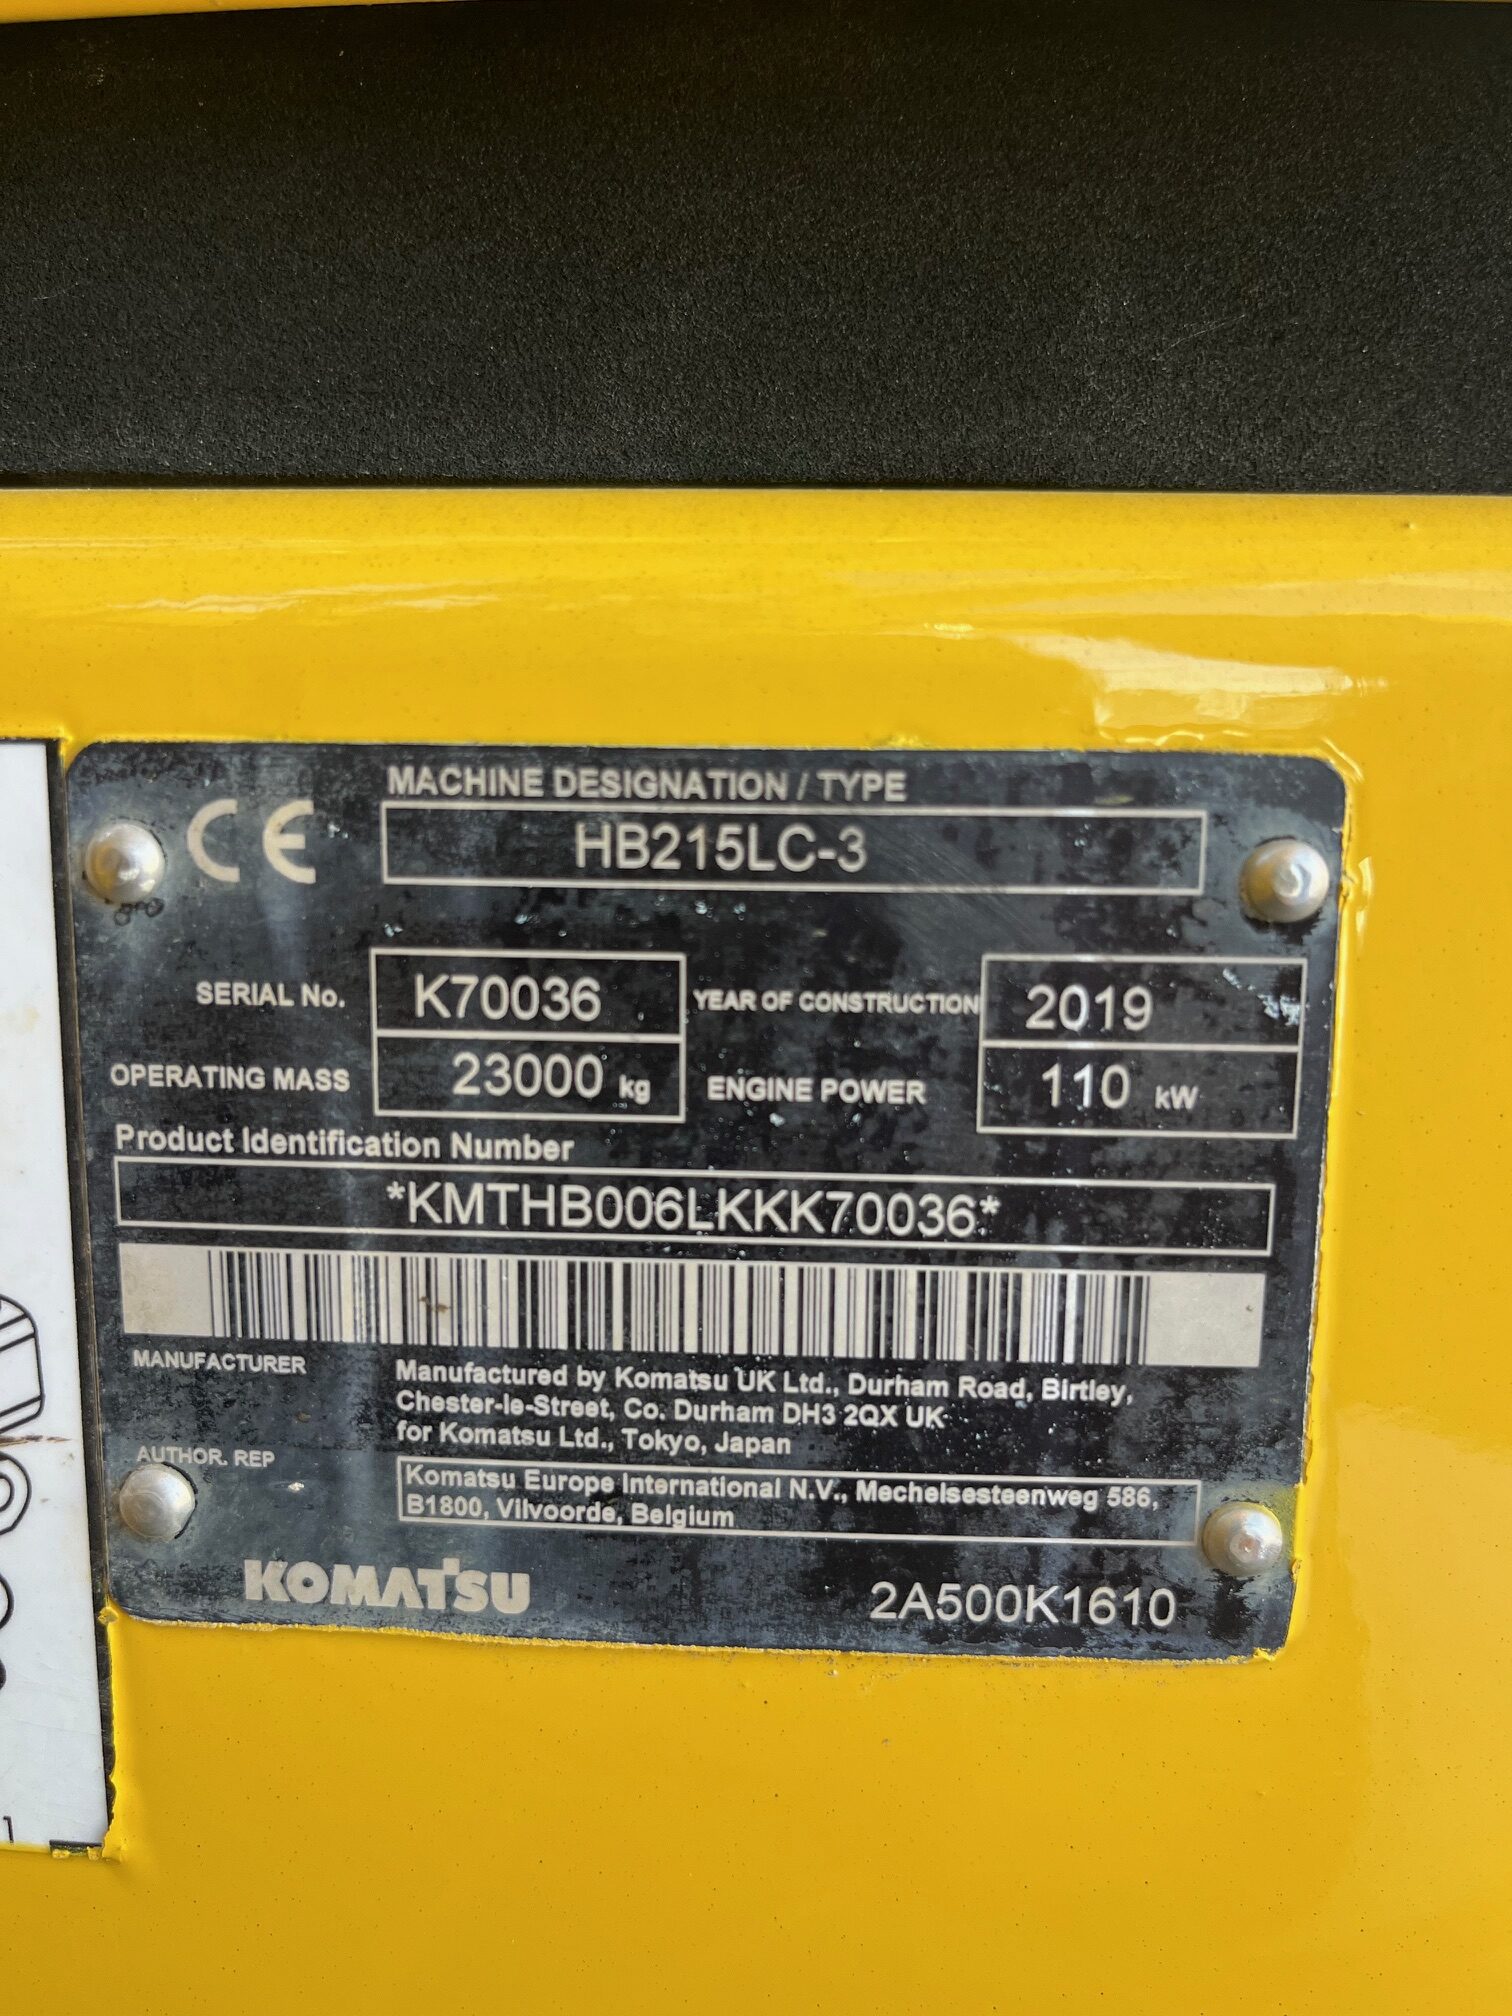 CE
MACHINE DESIGNATION / TYPE
HB215LC-3
SERIAL No. K70036 YEAR OF CONSTRUCTION 2019
OPERATING MASS 23000 kg ENGINE POWER 110 kW
Product Identification Number
*KMTHB006LKKK70036*
MANUFACTURER
Manufactured by Komatsu UK Ltd., Durham Road, Birtley,
Chester-le-Street, Co. Durham DH3 2QX UK
for Komatsu Ltd., Tokyo, Japan
AUTHOR. REP
Komatsu Europe International N.V., Mechelsesteenweg 586,
B1800, Vilvoorde, Belgium
KOMATSU
2A500K1610
1